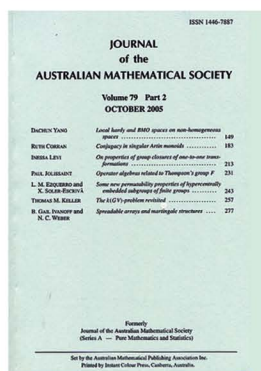 ISSN 1446-7887
JOURNAL
of the
AUSTRALIAN MATHEMATICAL SOCIETY
Volume 79 Part 2
OCTOBER 2005
DACHUN YANG Local hardy and BMO spaces on non-homogeneous
spaces 149
RUTH CORRAN Conjugacy in singular Artin monoids 183
INESSA LEVI On properties of group closures of one-to-one trans-
formations 213
PAUL JOLISSAINT Operator algebras related to Thompson's group F 231
L. M. EZQUERRO and Some new permutability properties of hypercentrally
X. SOLER-ESCRIVÀ embedded subgroups of finite groups 243
THOMAS M. KELLER The k(GV)-problem revisited 257
B. GAIL IVANOFF and Spreadable arrays and martingale structures 277
N. C. WEBER
Formerly
Journal of the Australian Mathematical Society
(Series A — Pure Mathematics and Statistics)
Set by the Australian Mathematical Publishing Association Inc.
Printed by Instant Colour Press, Canberra, Australia.